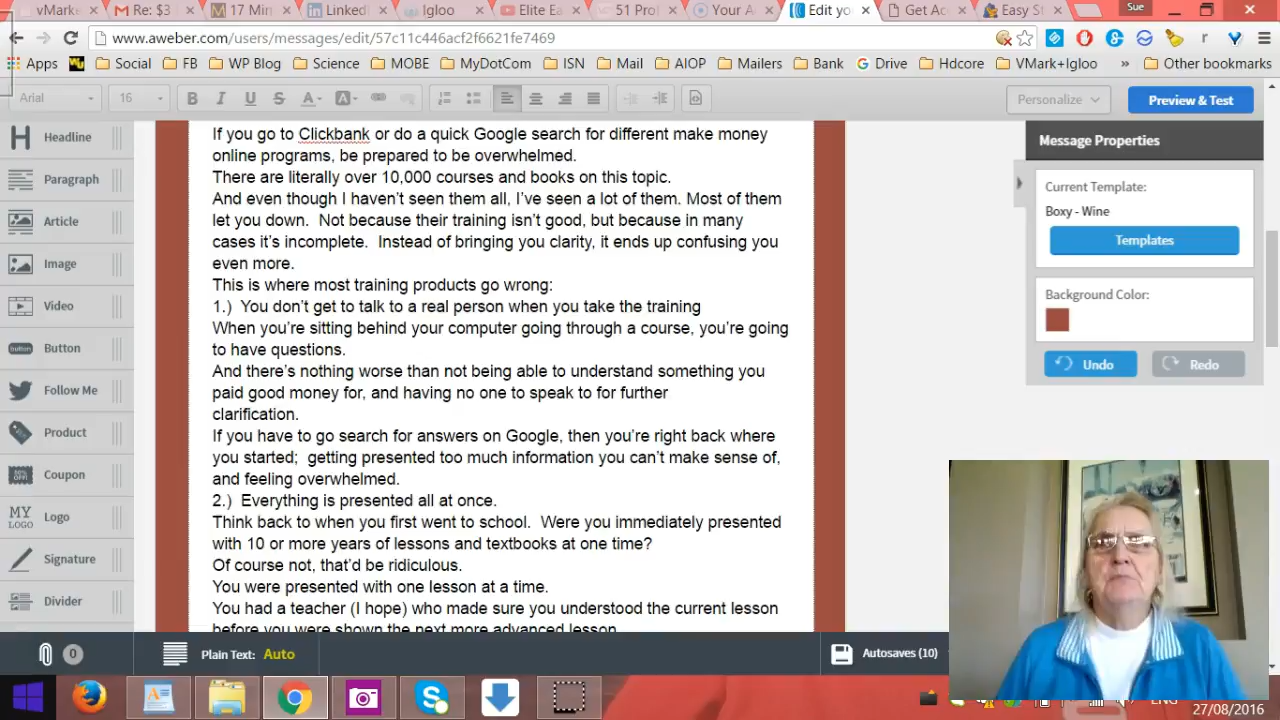 vMark
Re: $3
17 Min
LinkedI
Igloo
Elite Ea
51 Prof
Your A
Edit yo
Get Ac
Easy St
Sue
www.aweber.com/users/messages/edit/57c11c446acf2f6621fe7469
Apps
Social
FB
WP Blog
Science
MOBE
MyDotCom
ISN
Mail
AIOP
Mailers
Bank
Drive
Hdcore
VMark+Igloo
»
Other bookmarks
Arial
16
B I U S A A
Personalize
Preview & Test
Headline
Paragraph
Article
Image
Video
Button
Follow Me
Product
Coupon
MY LOGO Logo
Signature
Divider
If you go to Clickbank or do a quick Google search for different make money
online programs, be prepared to be overwhelmed.
There are literally over 10,000 courses and books on this topic.
And even though I haven't seen them all, I've seen a lot of them. Most of them
let you down.  Not because their training isn't good, but because in many
cases it's incomplete.  Instead of bringing you clarity, it ends up confusing you
even more.
This is where most training products go wrong:
1.)  You don't get to talk to a real person when you take the training
When you're sitting behind your computer going through a course, you're going
to have questions.
And there's nothing worse than not being able to understand something you
paid good money for, and having no one to speak to for further
clarification.
If you have to go search for answers on Google, then you're right back where
you started;  getting presented too much information you can't make sense of,
and feeling overwhelmed.
2.)  Everything is presented all at once.
Think back to when you first went to school.  Were you immediately presented
with 10 or more years of lessons and textbooks at one time?
Of course not, that'd be ridiculous.
You were presented with one lesson at a time.
You had a teacher (I hope) who made sure you understood the current lesson
before you were shown the next more advanced lesson.
Message Properties
Current Template:
Boxy - Wine
Templates
Background Color:
Undo
Redo
0
Plain Text: Auto
Autosaves (10)
ENG
27/08/2016